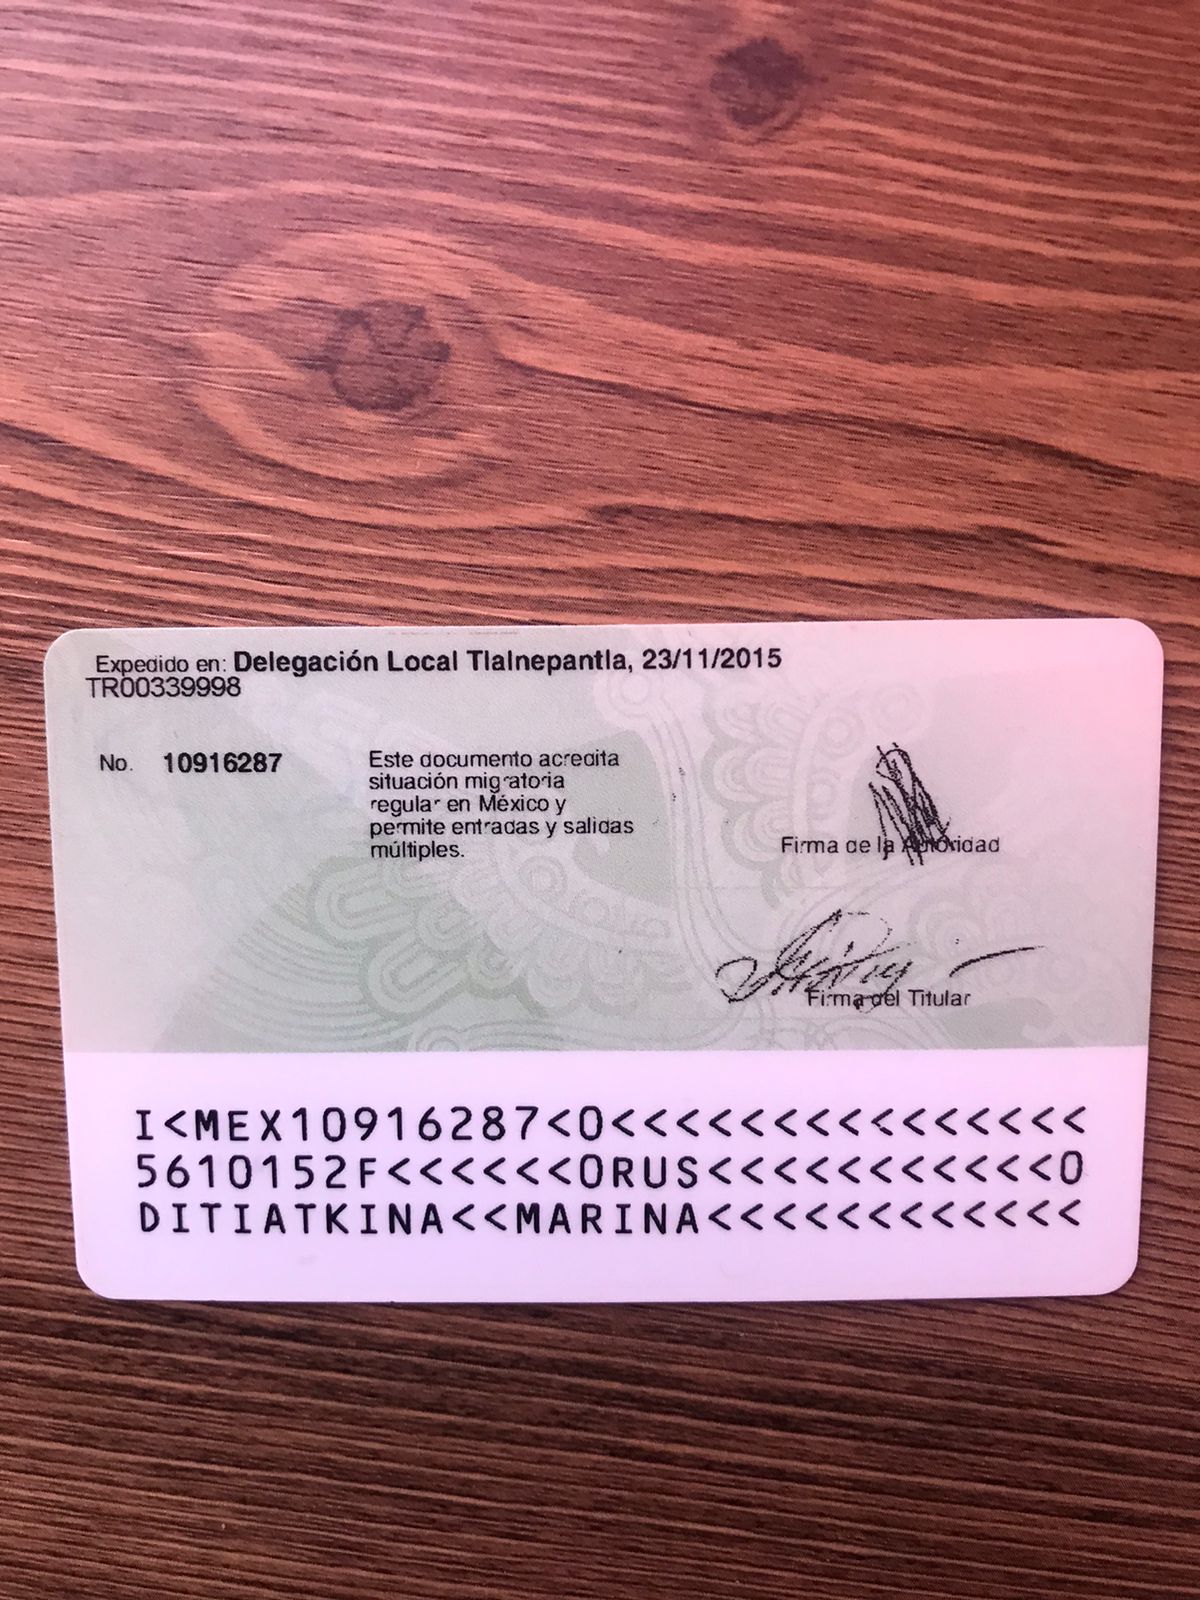 Expedido en: Delegación Local Tlalnepantla, 23/11/2015
TR00339998
No. 10916287
Este documento acredita
situación migratoria
regular en México y
permite entradas y salidas
múltiples.
Firma de la Autoridad
Firma del Titular
I<MEX10916287<0<<<<<<<<<<<<<<<
5610152F<<<<<<0RUS<<<<<<<<<<<0
DITIATKINA<<MARINA<<<<<<<<<<<<